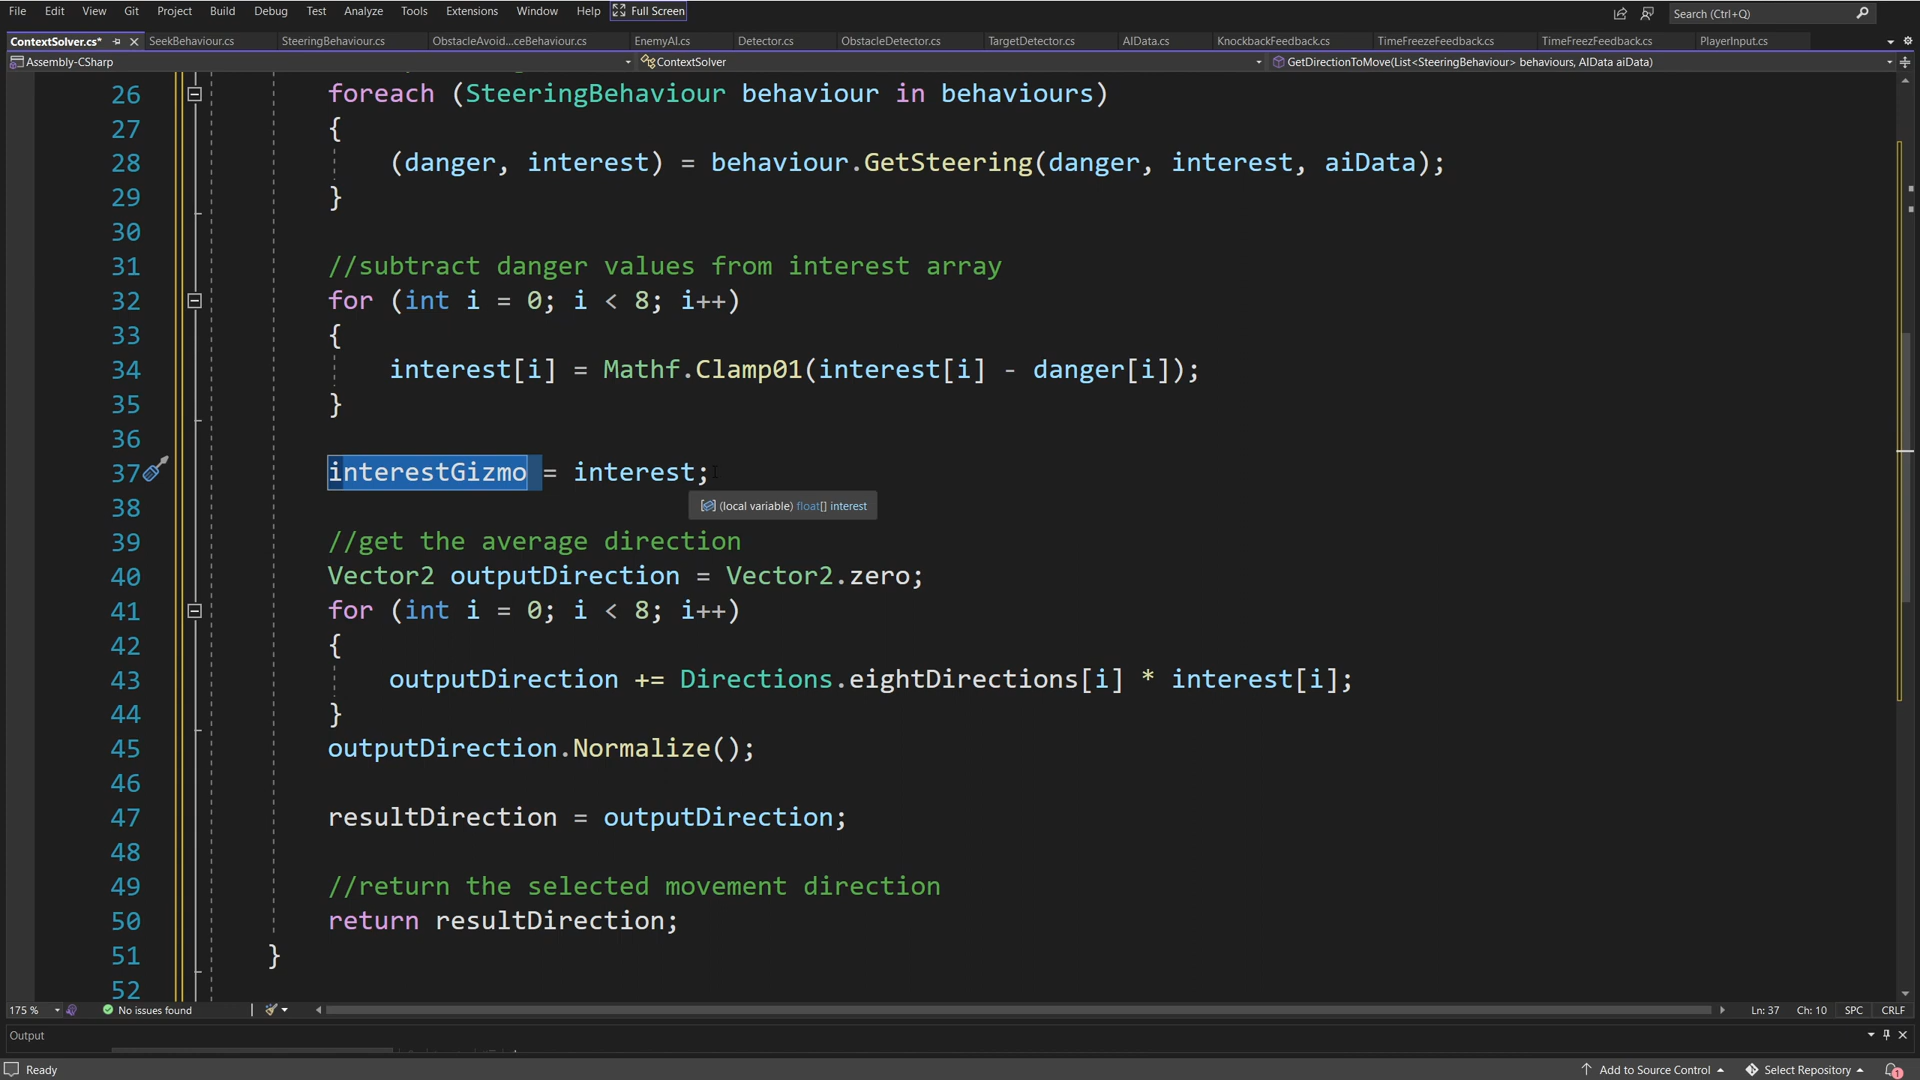 File Edit View Git Project Build Debug Test Analyze Tools Extensions Window Help Full Screen Search (Ctrl+Q)
ContextSolver.cs* SeekBehaviour.cs SteeringBehaviour.cs ObstacleAvoid...ceBehaviour.cs EnemyAI.cs Detector.cs ObstacleDetector.cs TargetDetector.cs AIData.cs KnockbackFeedback.cs TimeFreezeFeedback.cs TimeFreezFeedback.cs PlayerInput.cs
Assembly-CSharp ContextSolver GetDirectionToMove(List<SteeringBehaviour> behaviours, AIData aiData)
26 foreach (SteeringBehaviour behaviour in behaviours)
27 {
28 (danger, interest) = behaviour.GetSteering(danger, interest, aiData);
29 }
30
31 //subtract danger values from interest array
32 for (int i = 0; i < 8; i++)
33 {
34 interest[i] = Mathf.Clamp01(interest[i] - danger[i]);
35 }
36
37 interestGizmo = interest;
38
(local variable) float[] interest
39 //get the average direction
40 Vector2 outputDirection = Vector2.zero;
41 for (int i = 0; i < 8; i++)
42 {
43 outputDirection += Directions.eightDirections[i] * interest[i];
44 }
45 outputDirection.Normalize();
46
47 resultDirection = outputDirection;
48
49 //return the selected movement direction
50 return resultDirection;
51 }
52
175 % No issues found Ln: 37 Ch: 10 SPC CRLF
Output
Ready Add to Source Control Select Repository 1